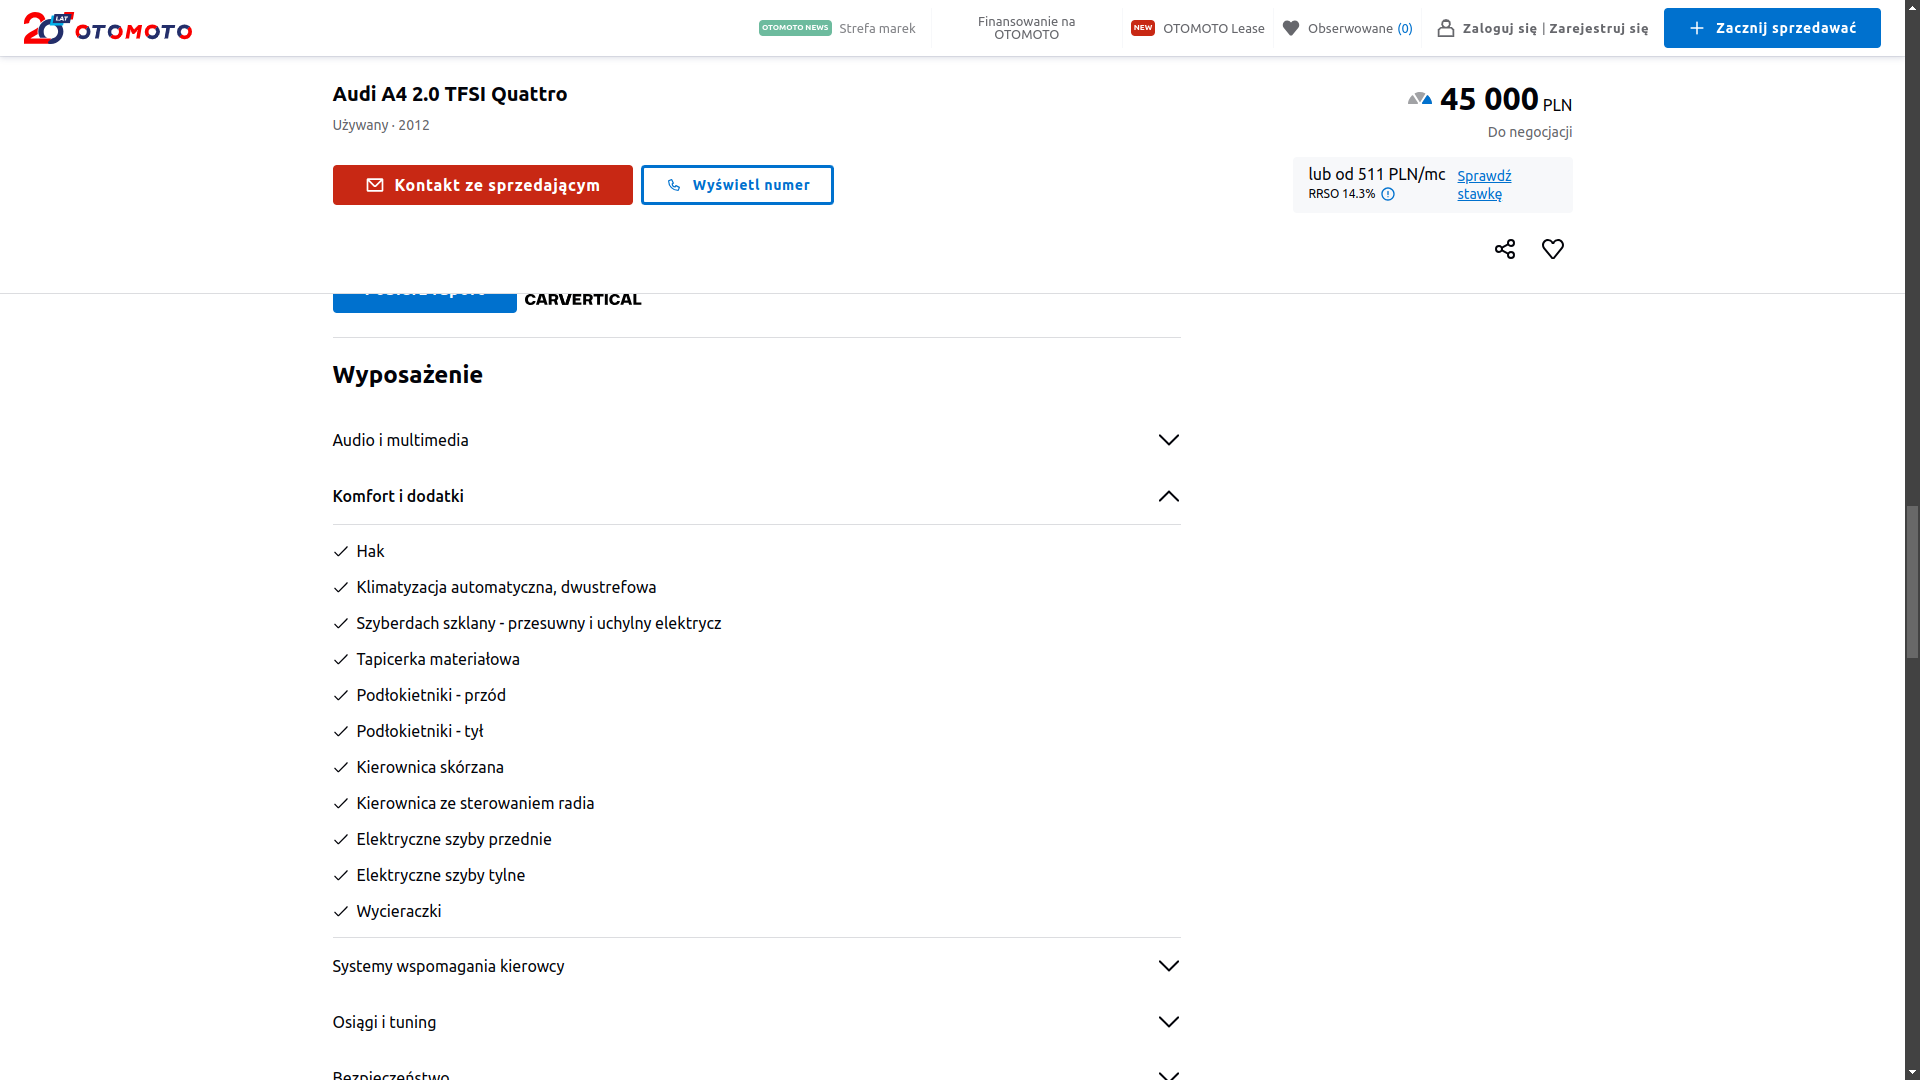 20 LAT OTOMOTO
OTOMOTO NEWS Strefa marek
Finansowanie na
OTOMOTO
NEW OTOMOTO Lease
Obserwowane (0)
Zaloguj się | Zarejestruj się
Zacznij sprzedawać
Audi A4 2.0 TFSI Quattro
Używany · 2012
45 000 PLN
Do negocjacji
Kontakt ze sprzedającym
Wyświetl numer
lub od 511 PLN/mc
RRSO 14.3%
Sprawdź
stawkę
CARVERTICAL
Wyposażenie
Audio i multimedia
Komfort i dodatki
Hak
Klimatyzacja automatyczna, dwustrefowa
Szyberdach szklany - przesuwny i uchylny elektrycz
Tapicerka materiałowa
Podłokietniki - przód
Podłokietniki - tył
Kierownica skórzana
Kierownica ze sterowaniem radia
Elektryczne szyby przednie
Elektryczne szyby tylne
Wycieraczki
Systemy wspomagania kierowcy
Osiągi i tuning
Bezpieczeństwo